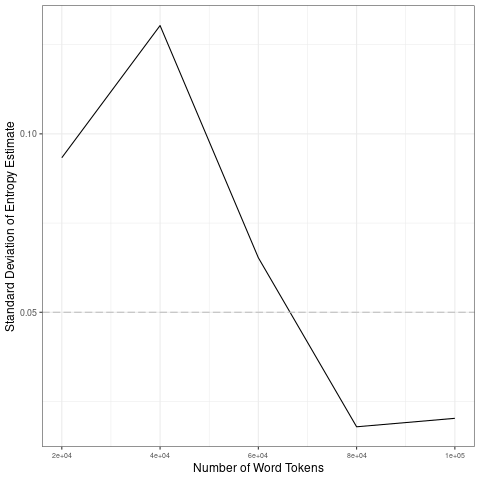 Standard Deviation of Entropy Estimate
0.10
0.05
2e+04 4e+04 6e+04 8e+04 1e+05
Number of Word Tokens